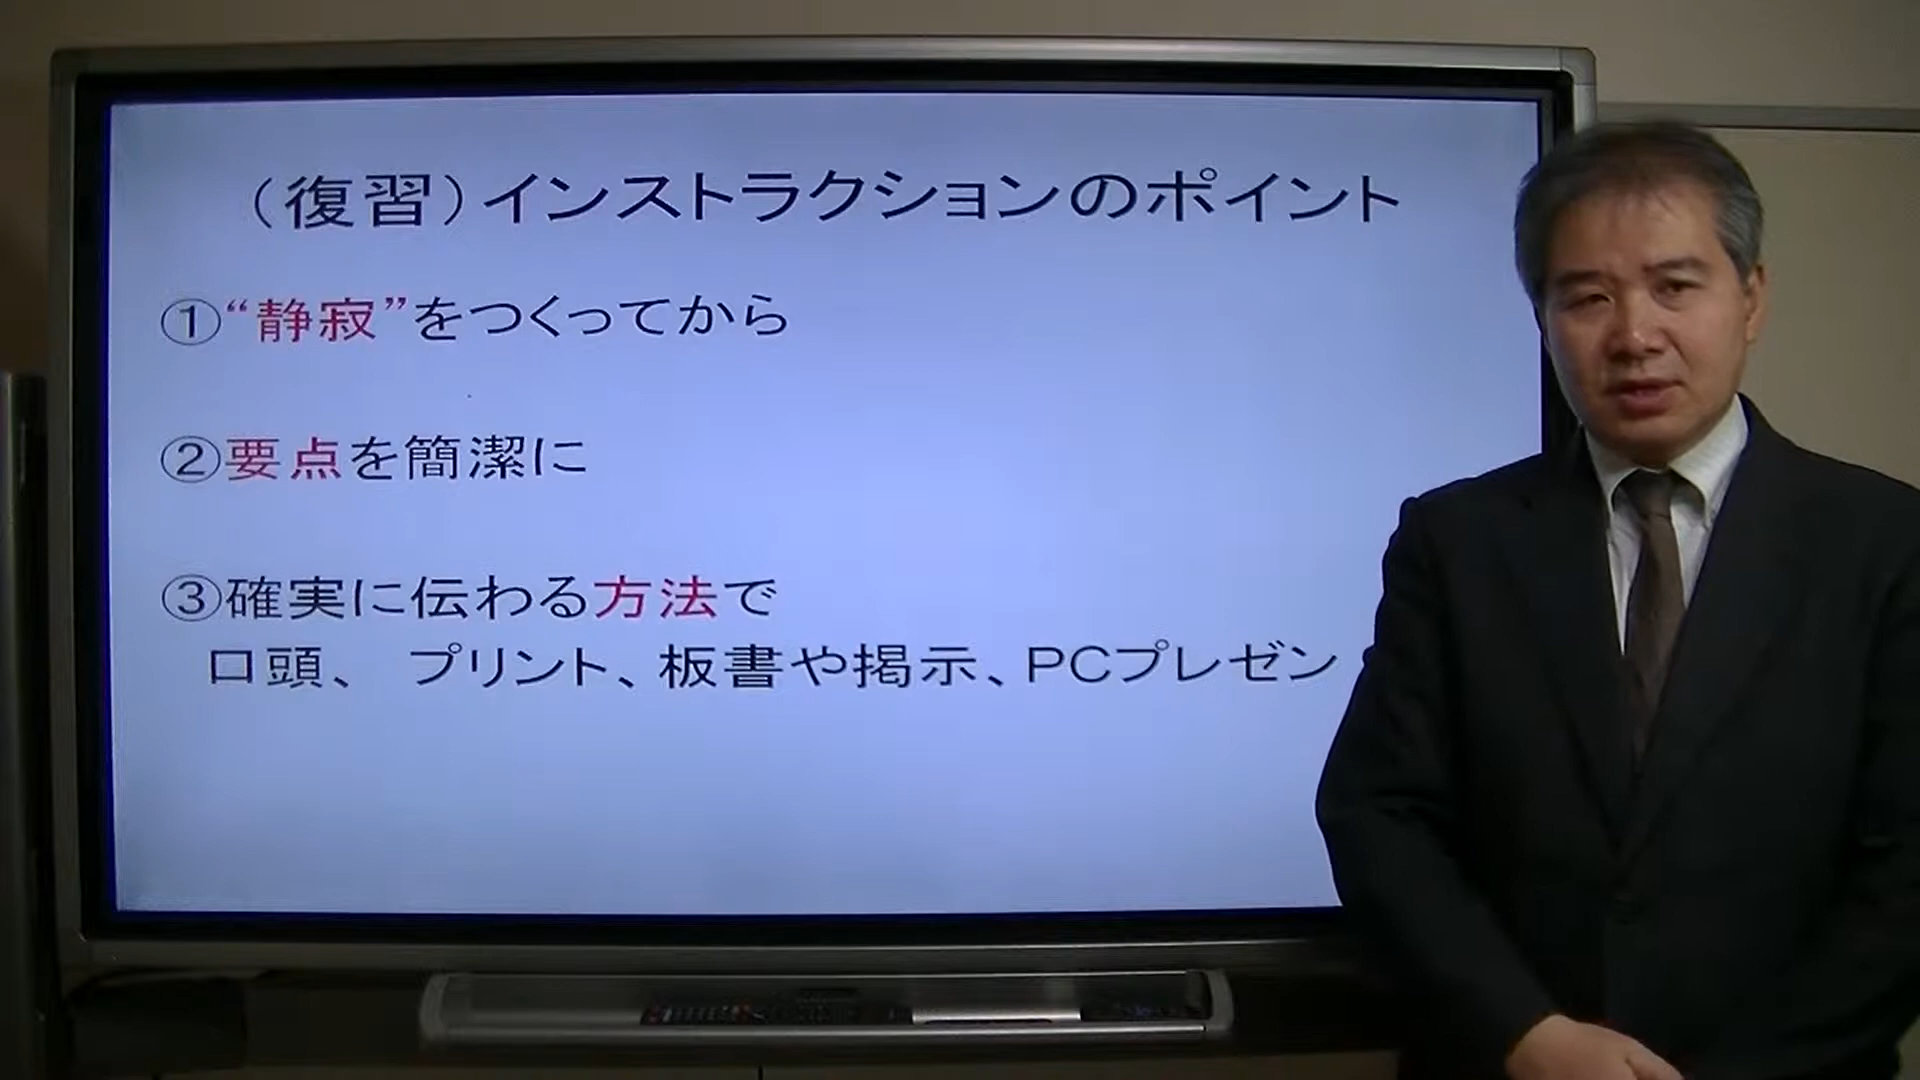 （復習）インストラクションのポイント
①“静寂”をつくってから
②要点を簡潔に
③確実に伝わる方法で
口頭、 プリント、板書や掲示、PCプレゼン